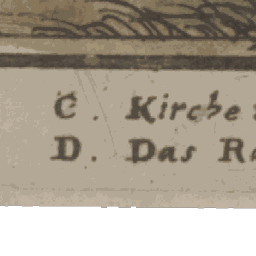 C. Kirche
D. Das